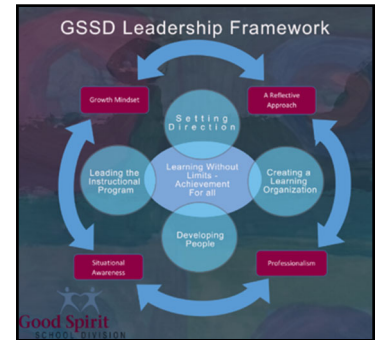 GSSD Leadership Framework
Growth Mindset
A Reflective
Approach
Setting
Direction
Leading the
Instructional
Program
Learning Without
Limits -
Achievement
For all
Creating a
Learning
Organization
Developing
People
Situational
Awareness
Professionalism
Good Spirit
SCHOOL DIVISION